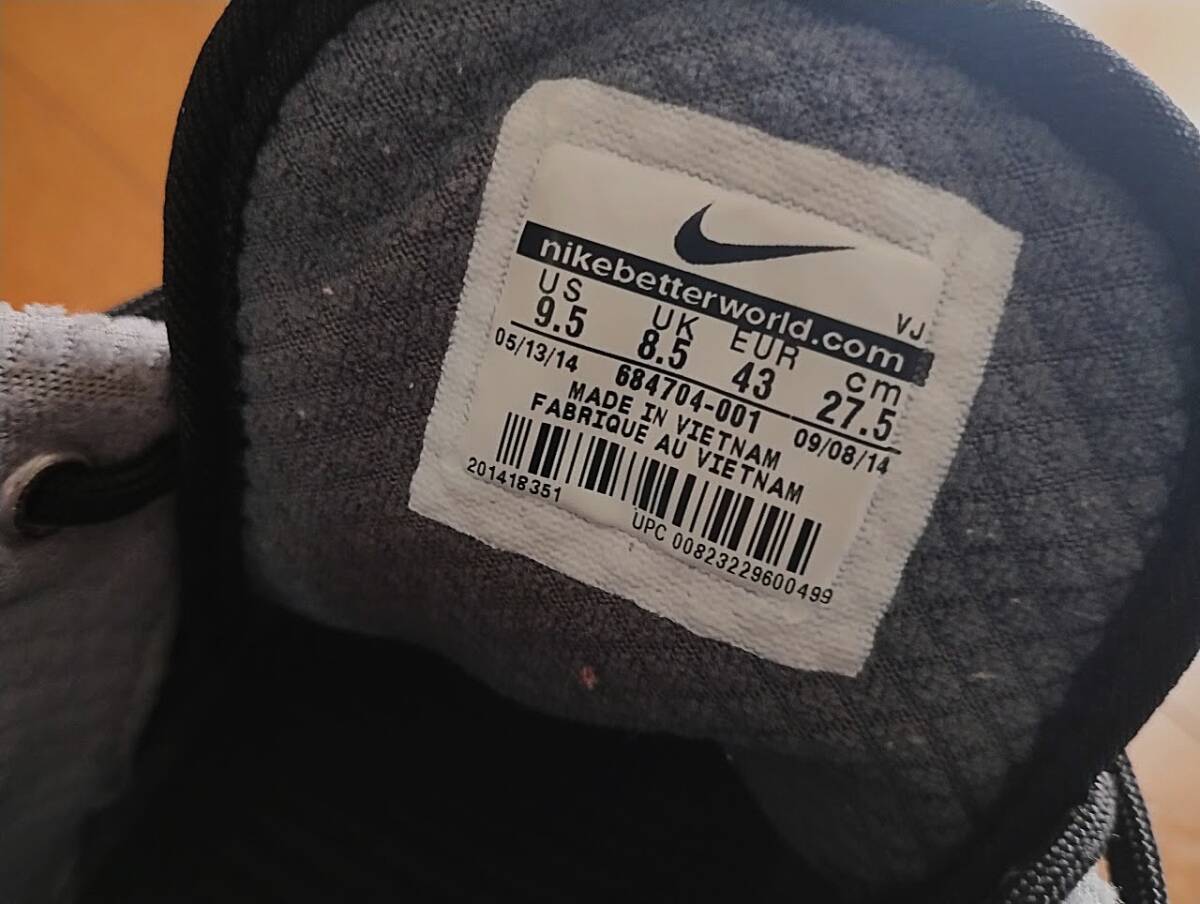 nikebetterworld.com
VJ
US UK EUR cm
9.5 8.5 43 27.5
05/13/14 684704-001 09/08/14
MADE IN VIETNAM
FABRIQUE AU VIETNAM
201418351
UPC 00823229600499